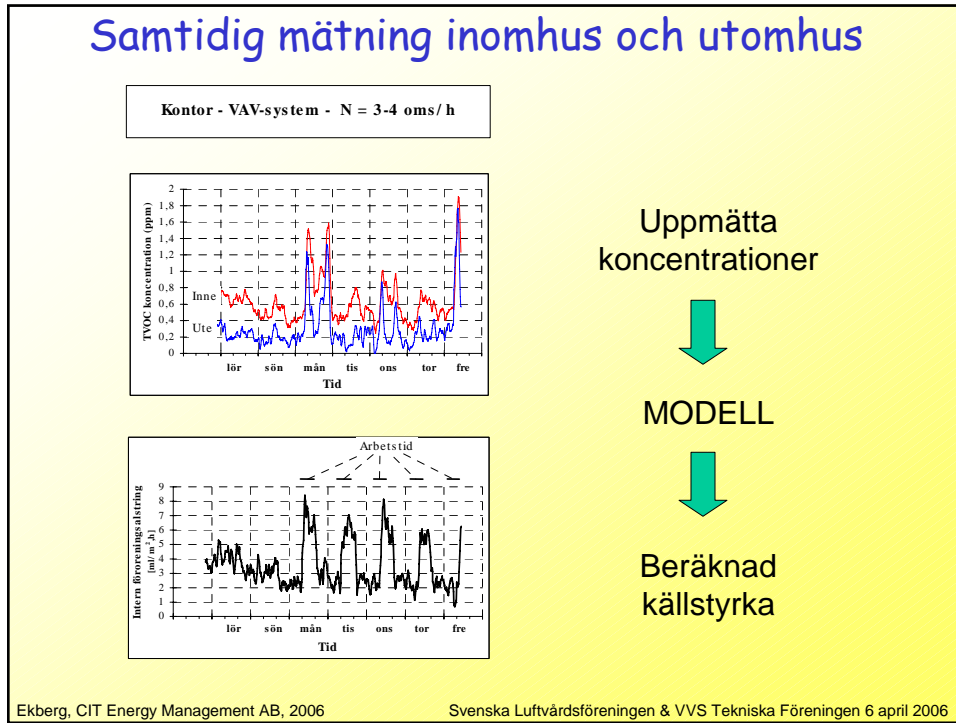 Samtidig mätning inomhus och utomhus
Kontor - VAV-system - N = 3-4 oms/h
TVOC koncentration (ppm)
2
1,8
1,6
1,4
1,2
1
0,8
0,6
0,4
0,2
0
Inne
Ute
lör sön mån tis ons tor fre
Tid
Arbetstid
Intern föroreningsalstring
[ml/m²,h]
9
8
7
6
5
4
3
2
1
0
lör sön mån tis ons tor fre
Tid
Uppmätta
koncentrationer
MODELL
Beräknad
källstyrka
Ekberg, CIT Energy Management AB, 2006
Svenska Luftvårdsföreningen & VVS Tekniska Föreningen 6 april 2006